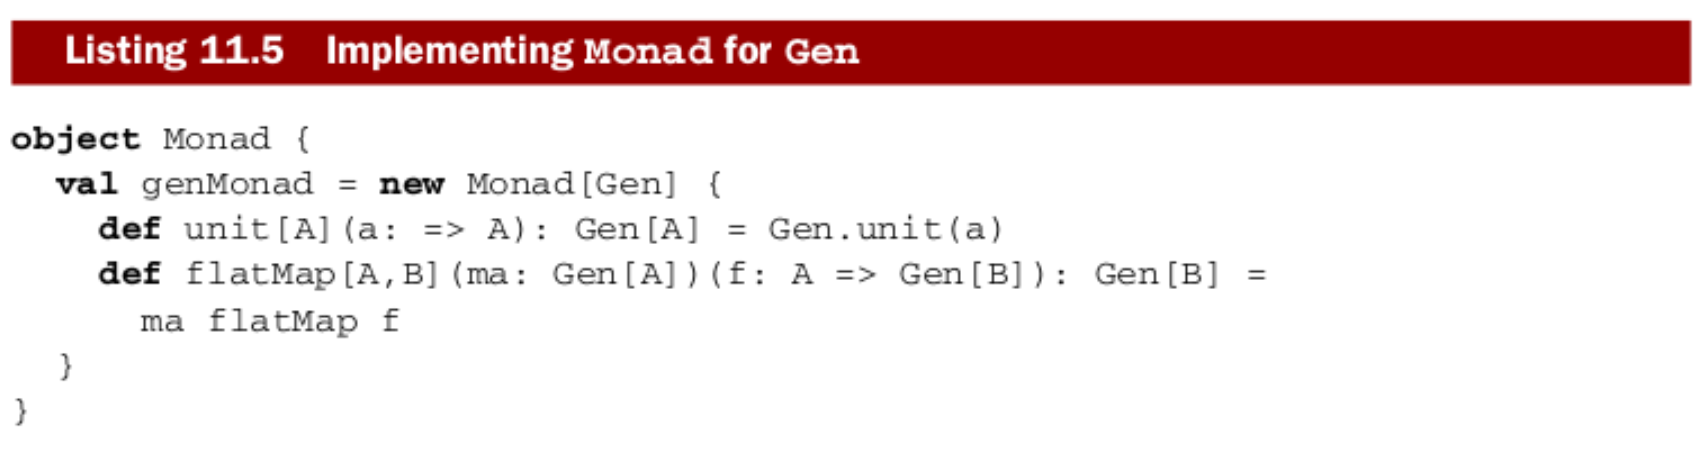 Listing 11.5 Implementing Monad for Gen
object Monad {
val genMonad = new Monad[Gen] {
def unit[A](a: => A): Gen[A] = Gen.unit(a)
def flatMap[A,B](ma: Gen[A])(f: A => Gen[B]): Gen[B] =
ma flatMap f
}
}